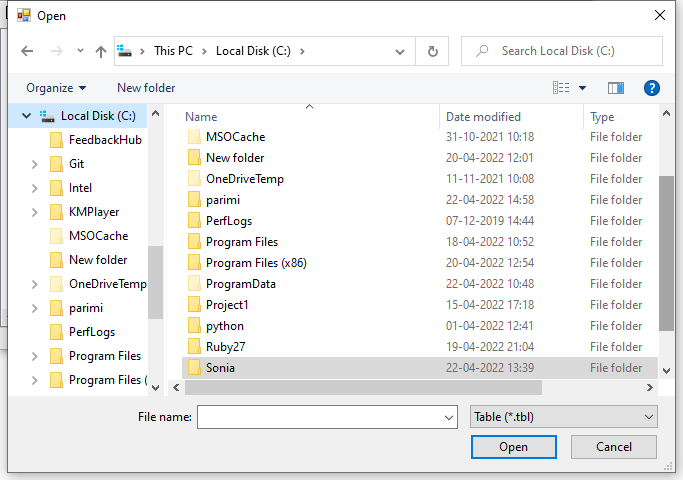 Open
This PC > Local Disk (C:) >
Search Local Disk (C:)
Organize
New folder
Local Disk (C:)
FeedbackHub
Git
Intel
KMPlayer
MSOCache
New folder
OneDriveTemp
parimi
PerfLogs
Program Files
Program Files (
Name Date modified Type
MSOCache 31-10-2021 10:18 File folder
New folder 20-04-2022 12:01 File folder
OneDriveTemp 11-11-2021 10:08 File folder
parimi 22-04-2022 14:58 File folder
PerfLogs 07-12-2019 14:44 File folder
Program Files 18-04-2022 10:52 File folder
Program Files (x86) 20-04-2022 12:54 File folder
ProgramData 22-04-2022 10:48 File folder
Project1 15-04-2022 17:18 File folder
python 01-04-2022 12:41 File folder
Ruby27 19-04-2022 21:04 File folder
Sonia 22-04-2022 13:39 File folder
File name:
Table (*.tbl)
Open
Cancel